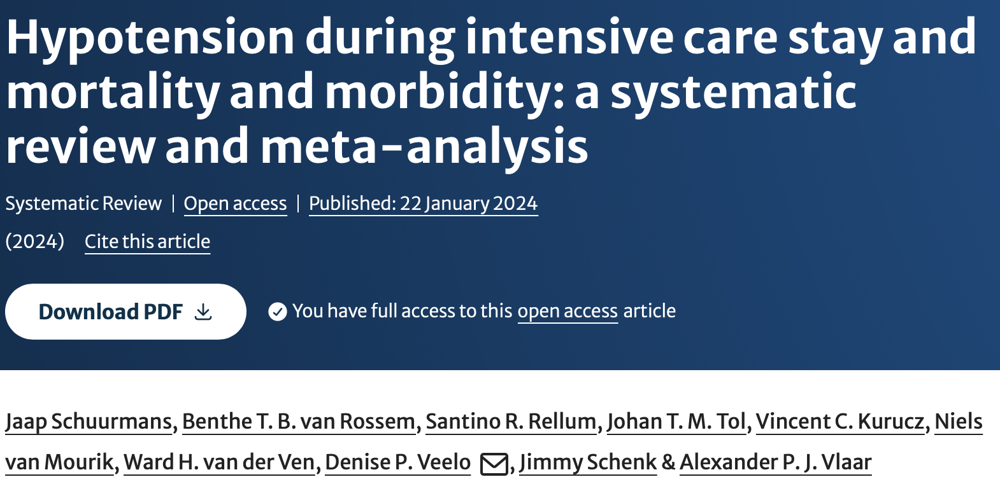 Hypotension during intensive care stay and
mortality and morbidity: a systematic
review and meta-analysis
Systematic Review | Open access | Published: 22 January 2024
(2024) Cite this article
Download PDF You have full access to this open access article
Jaap Schuurmans, Benthe T. B. van Rossem, Santino R. Rellum, Johan T. M. Tol, Vincent C. Kurucz, Niels
van Mourik, Ward H. van der Ven, Denise P. Veelo , Jimmy Schenk & Alexander P. J. Vlaar